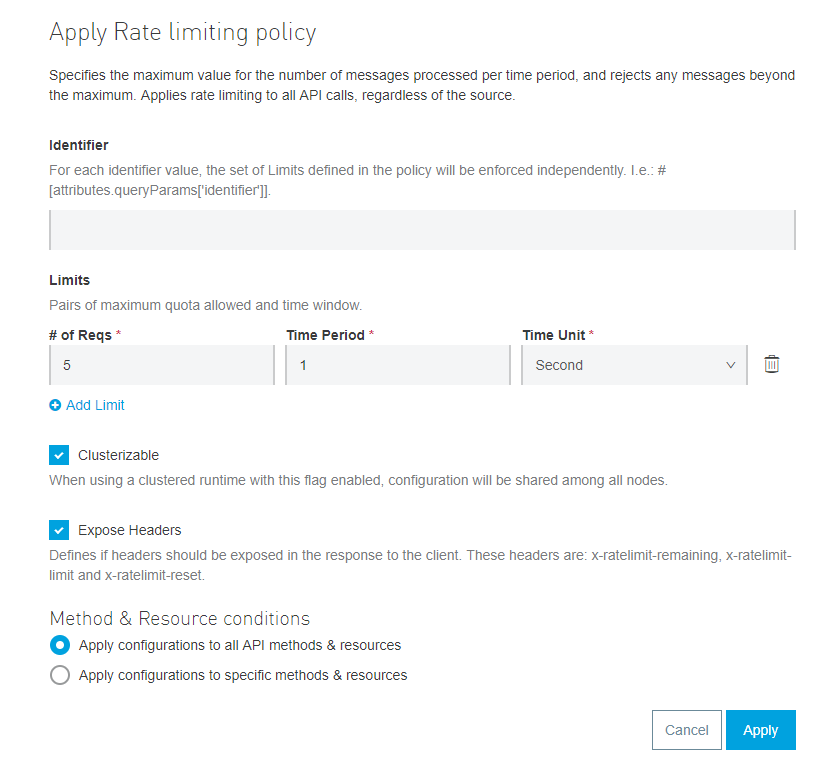 Apply Rate limiting policy
Specifies the maximum value for the number of messages processed per time period, and rejects any messages beyond
the maximum. Applies rate limiting to all API calls, regardless of the source.
Identifier
For each identifier value, the set of Limits defined in the policy will be enforced independently. I.e.: #
[attributes.queryParams['identifier']].
Limits
Pairs of maximum quota allowed and time window.
# of Reqs * Time Period * Time Unit *
5 1 Second
Add Limit
Clusterizable
When using a clustered runtime with this flag enabled, configuration will be shared among all nodes.
Expose Headers
Defines if headers should be exposed in the response to the client. These headers are: x-ratelimit-remaining, x-ratelimit-
limit and x-ratelimit-reset.
Method & Resource conditions
Apply configurations to all API methods & resources
Apply configurations to specific methods & resources
Cancel Apply